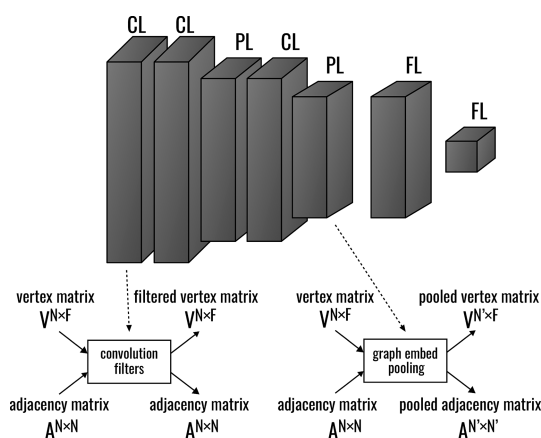 CL CL PL CL PL FL FL
vertex matrix filtered vertex matrix vertex matrix pooled vertex matrix
V^{N×F} V^{N×F} V^{N×F} V^{N'×F}
convolution filters
graph embed pooling
adjacency matrix adjacency matrix adjacency matrix pooled adjacency matrix
A^{N×N} A^{N×N} A^{N×N} A^{N'×N'}